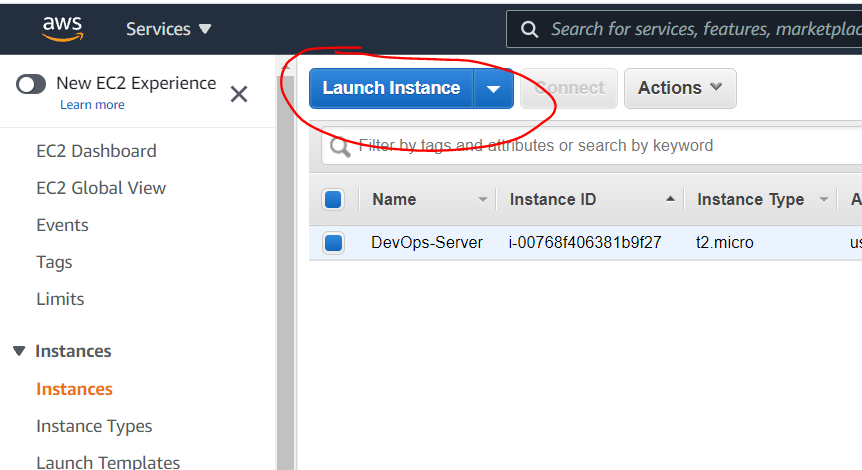 aws Services Search for services, features, marketplac
New EC2 Experience
Learn more
Launch Instance Connect Actions
EC2 Dashboard
Filter by tags and attributes or search by keyword
EC2 Global View
Name Instance ID Instance Type A
Events
DevOps-Server i-00768f406381b9f27 t2.micro us
Tags
Limits
Instances
Instances
Instance Types
Launch Templates